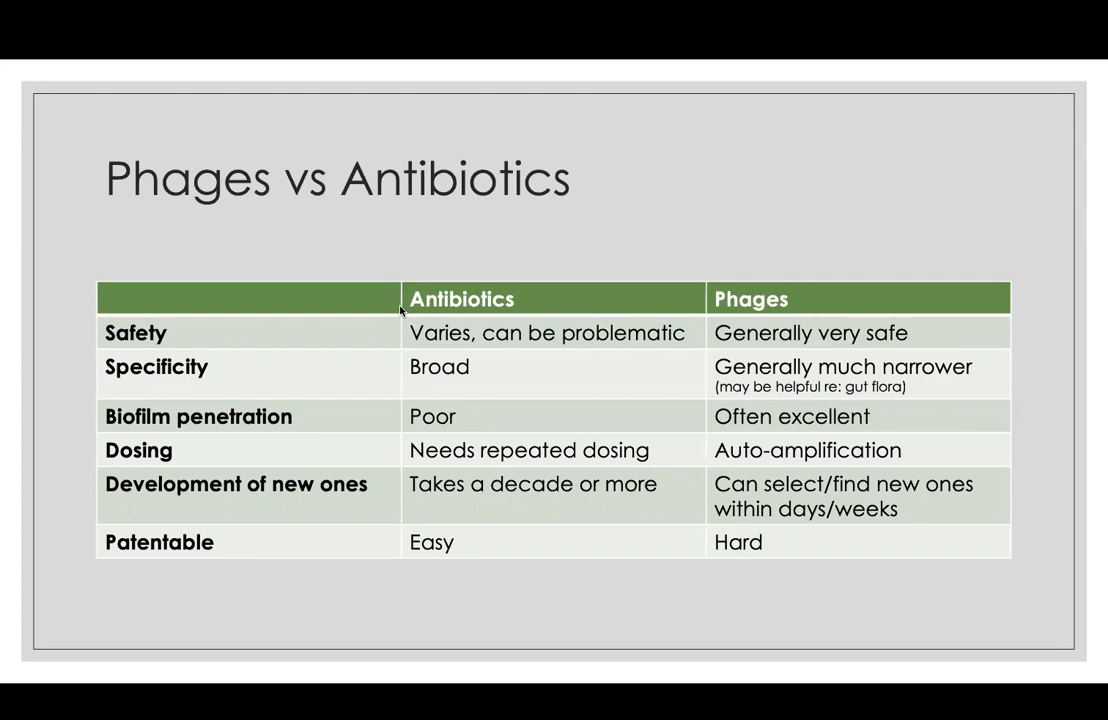 Phages vs Antibiotics
Antibiotics Phages
Safety Varies, can be problematic Generally very safe
Specificity Broad Generally much narrower
(may be helpful re: gut flora)
Biofilm penetration Poor Often excellent
Dosing Needs repeated dosing Auto-amplification
Development of new ones Takes a decade or more Can select/find new ones
within days/weeks
Patentable Easy Hard